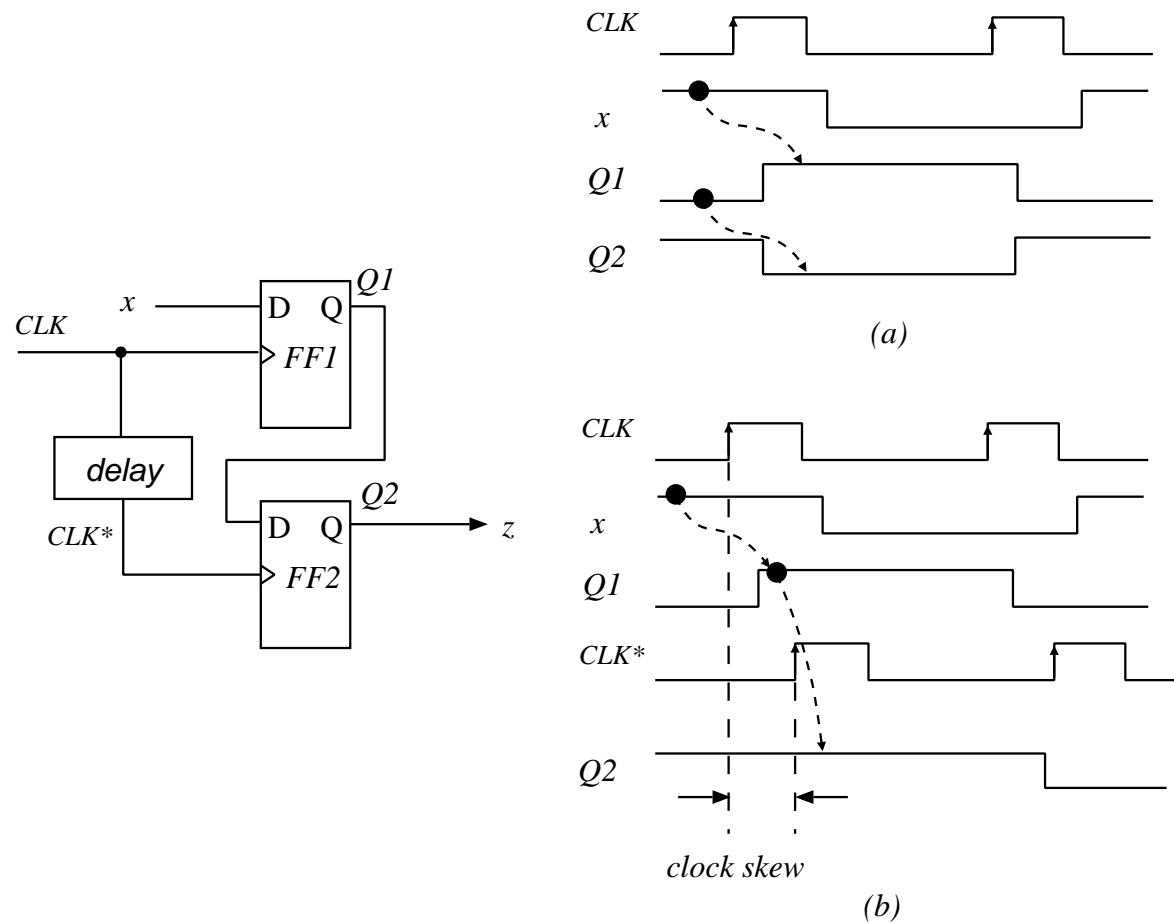 x
CLK
D Q
Q1
FF1
delay
CLK*
D Q
Q2
FF2
z
CLK
x
Q1
Q2
(a)
CLK
x
Q1
CLK*
Q2
clock skew
(b)